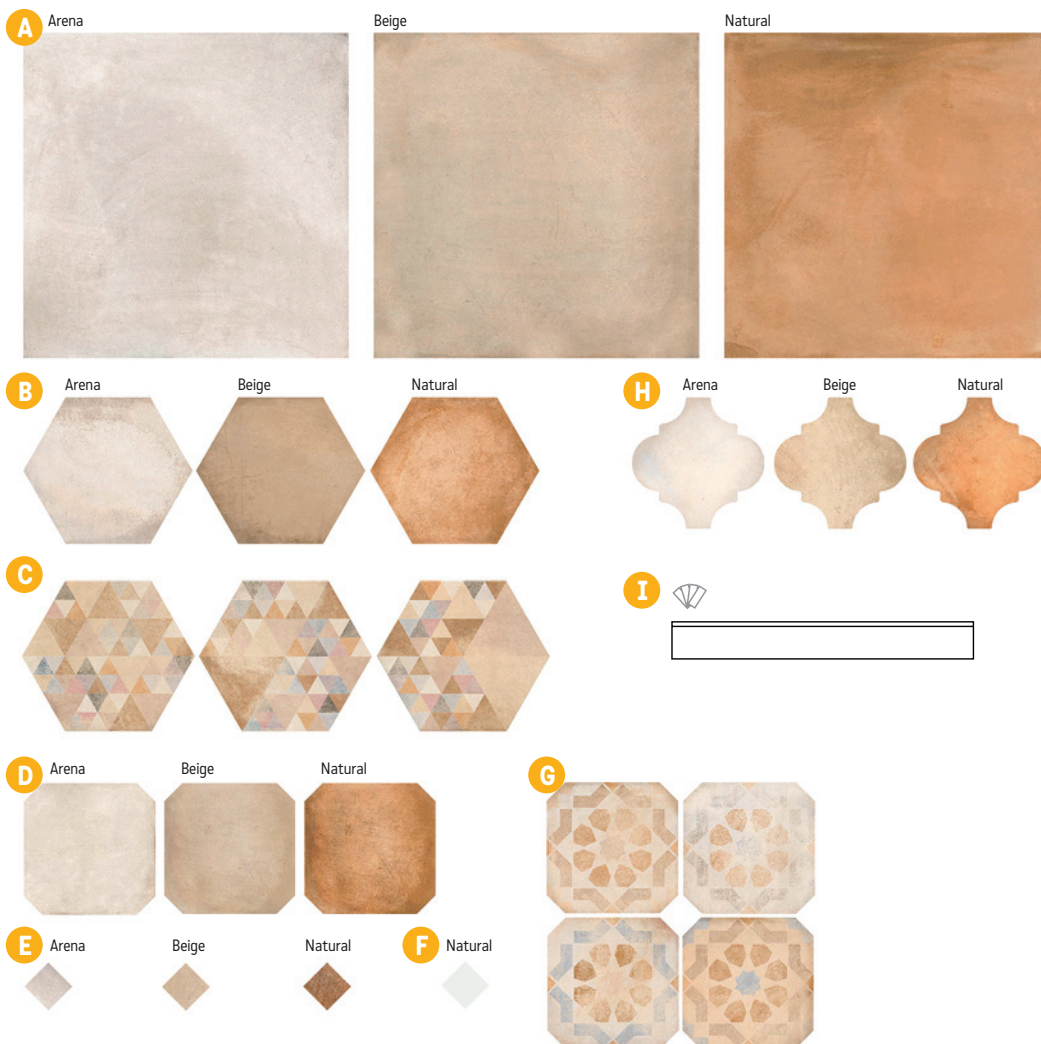 A Arena Beige Natural
B Arena Beige Natural
H Arena Beige Natural
C
I
D Arena Beige Natural
G
E Arena Beige Natural
F Natural